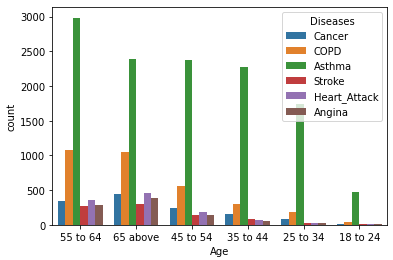 3000
2500
2000
1500
1000
500
0
count
Diseases
Cancer
COPD
Asthma
Stroke
Heart_Attack
Angina
55 to 64 65 above 45 to 54 35 to 44 25 to 34 18 to 24
Age